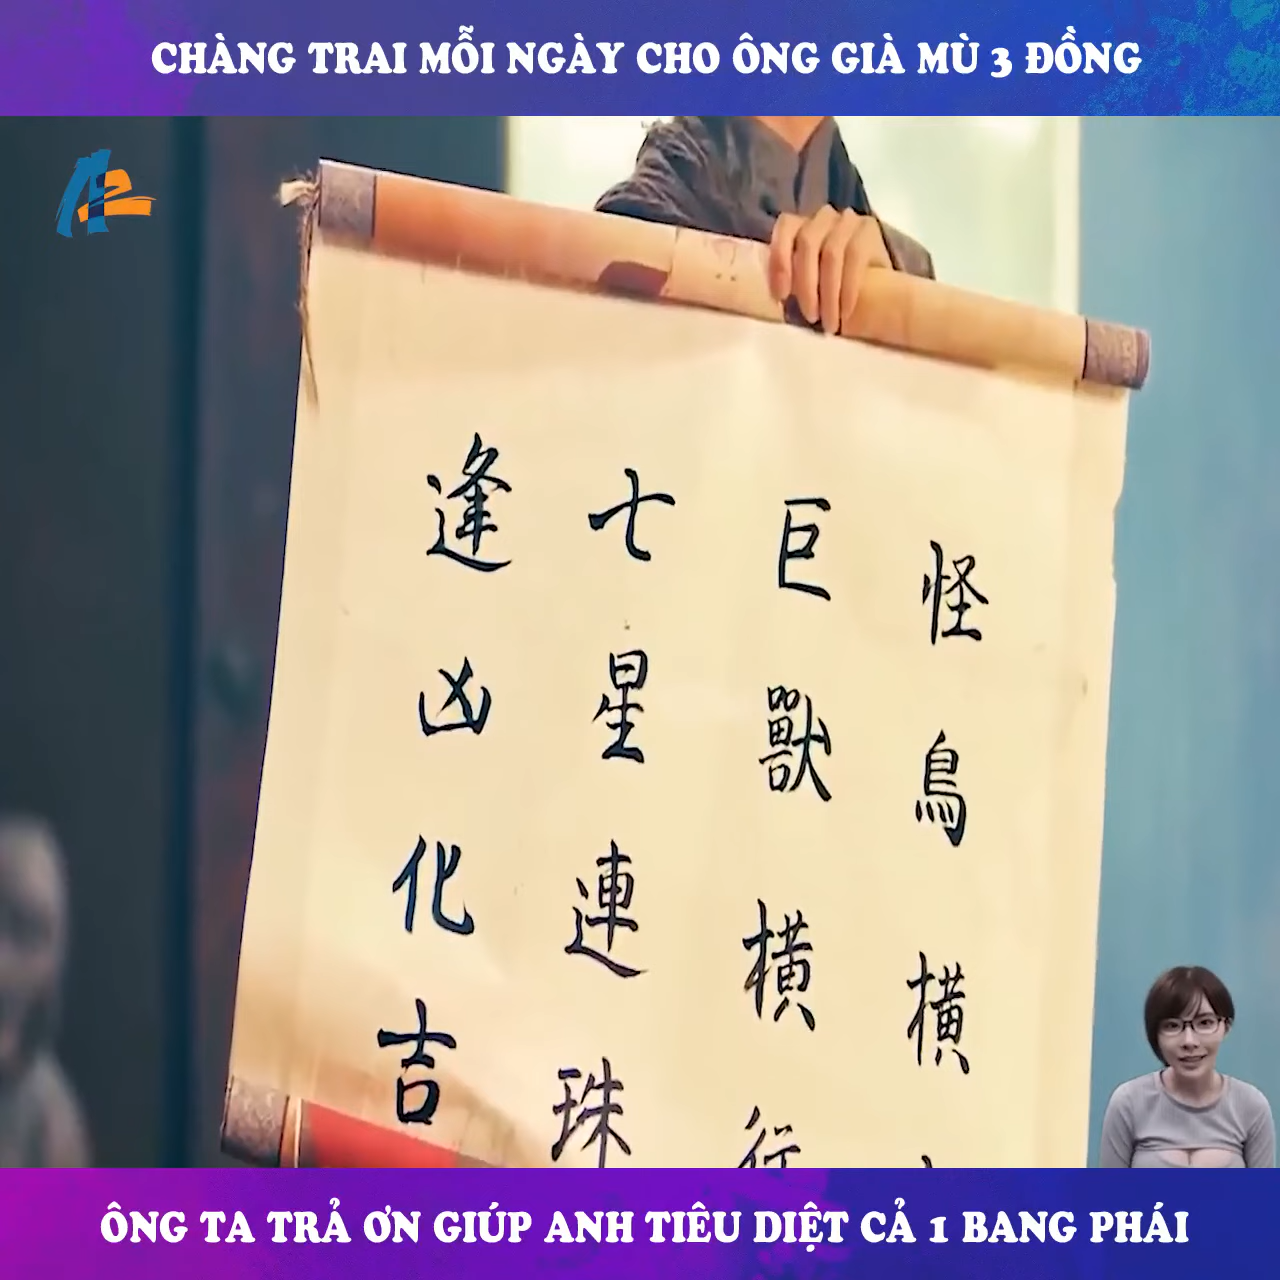 CHÀNG TRAI MỖI NGÀY CHO ÔNG GIÀ MÙ 3 ĐỒNG
怪鳥橫
巨獸橫行
七星連珠
逢凶化吉
ÔNG TA TRẢ ƠN GIÚP ANH TIÊU DIỆT CẢ 1 BANG PHÁI